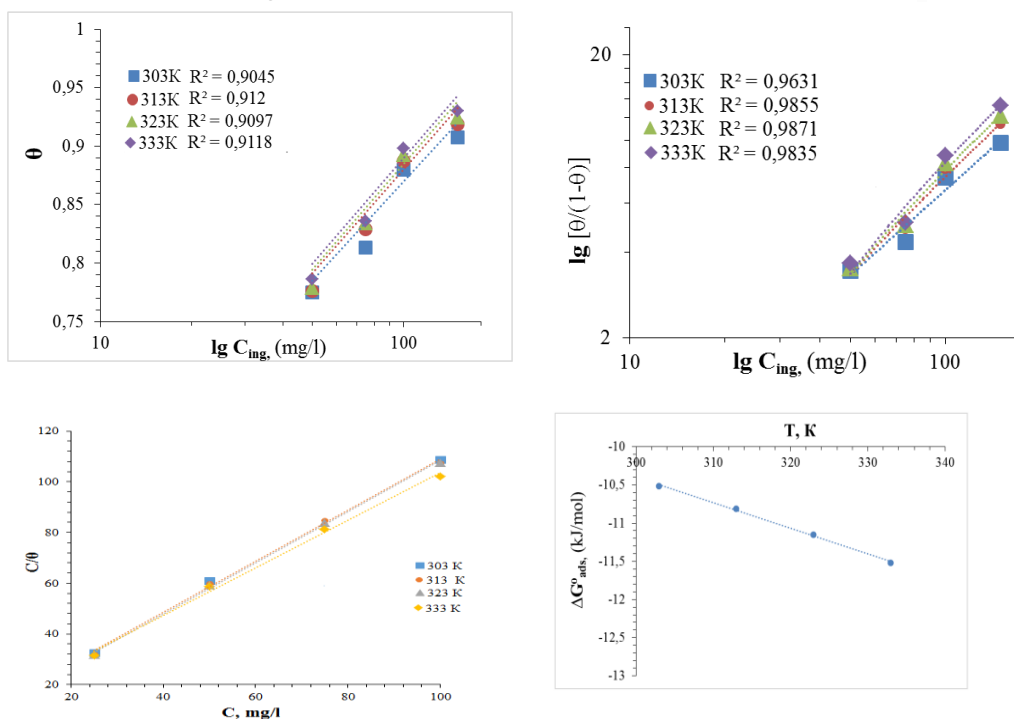 1
0,95
0,9
0,85
0,8
0,75
θ
303K R² = 0,9045
313K R² = 0,912
323K R² = 0,9097
333K R² = 0,9118
10 100
lg C_ing, (mg/l)
20
2
lg [θ/(1-θ)]
303K R² = 0,9631
313K R² = 0,9855
323K R² = 0,9871
333K R² = 0,9835
10 100
lg C_ing, (mg/l)
120
100
80
60
40
20
C/θ
303 K
313 K
323 K
333 K
20 40 60 80 100
C, mg/l
T, K
300 310 320 330 340
-10
-10,5
-11
-11,5
-12
-12,5
-13
ΔG°ads, (kJ/mol)